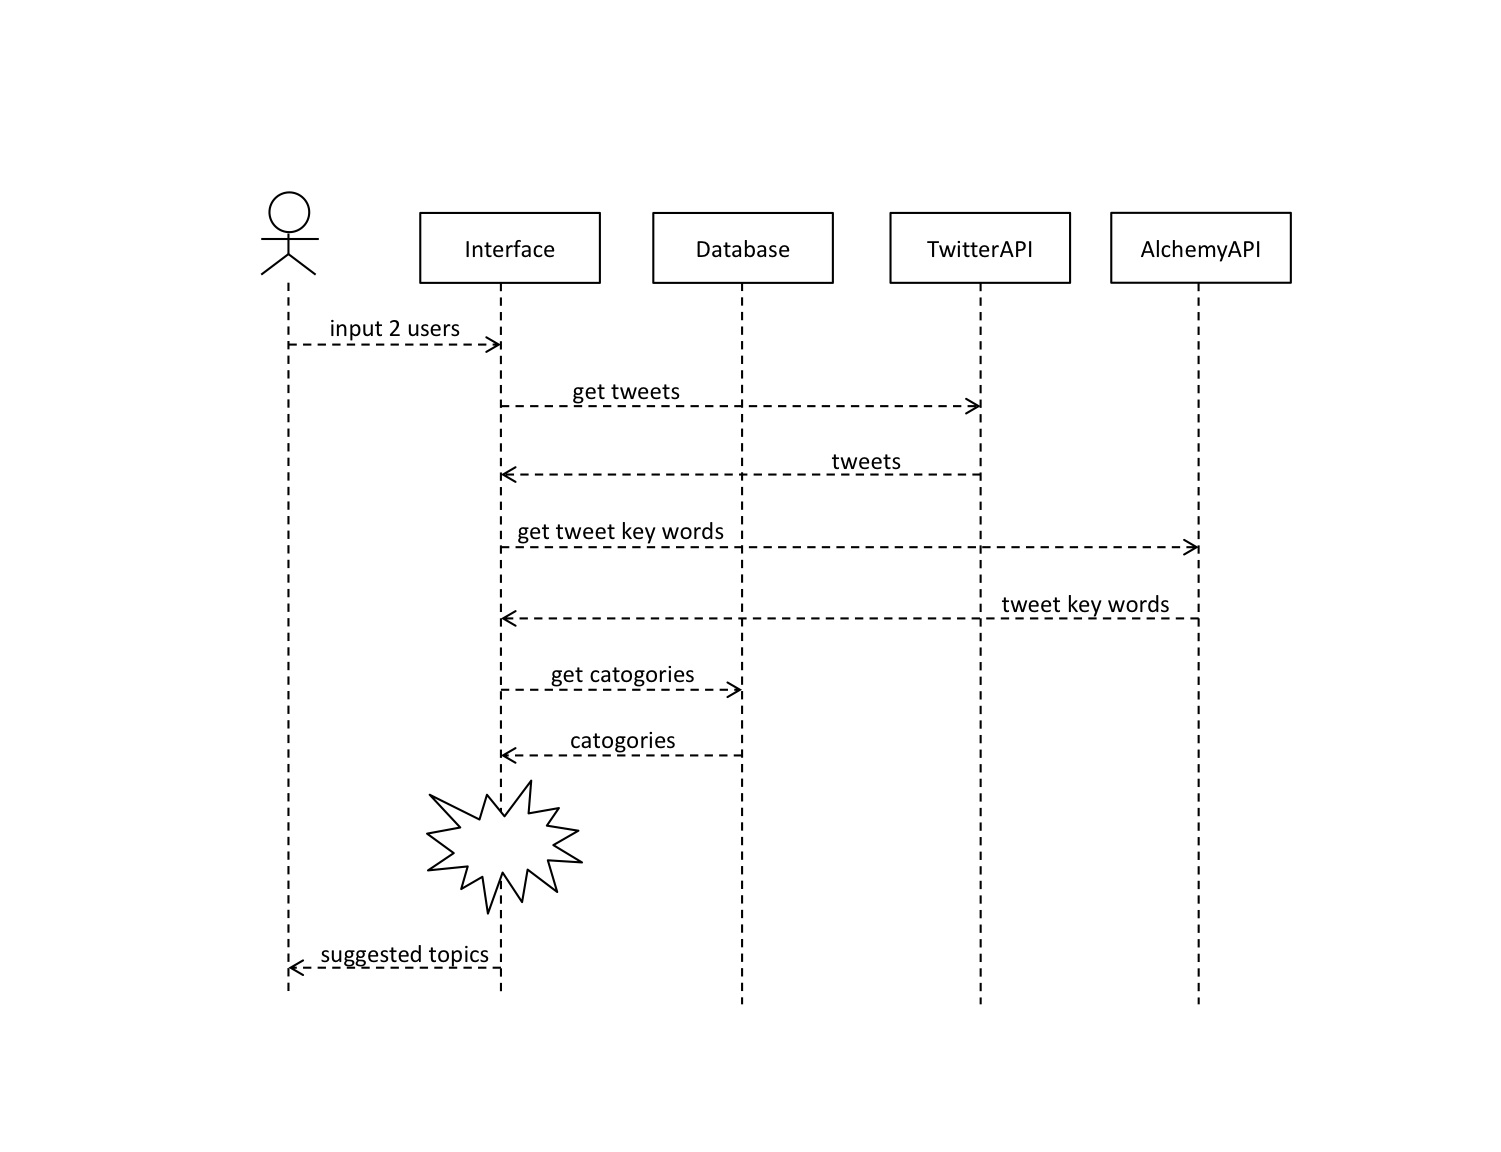 Interface
Database
TwitterAPI
AlchemyAPI
input 2 users
get tweets
tweets
get tweet key words
tweet key words
get catogories
catogories
suggested topics